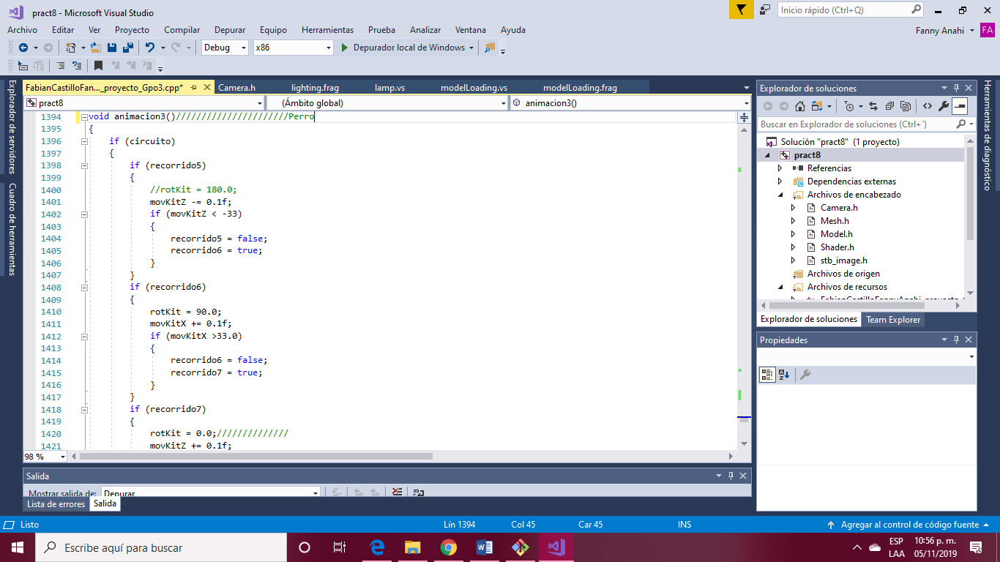 pract8 - Microsoft Visual Studio
Inicio rápido (Ctrl+Q)
Archivo Editar Ver Proyecto Compilar Depurar Equipo Herramientas Prueba Analizar Ventana Ayuda
Fanny Anahi FA
Debug x86 Depurador local de Windows
FabianCastilloFan..._proyecto_Gpo3.cpp* Camera.h lighting.frag lamp.vs modelLoading.vs modelLoading.frag
pract8 (Ámbito global) animacion3()
Explorador de servidores
Cuadro de herramientas
1394 void animacion3()//////////////////////Perro
1395 {
1396 if (circuito)
1397 {
1398 if (recorrido5)
1399 {
1400 //rotKit = 180.0;
1401 movKitZ -= 0.1f;
1402 if (movKitZ < -33)
1403 {
1404 recorrido5 = false;
1405 recorrido6 = true;
1406 }
1407 }
1408 if (recorrido6)
1409 {
1410 rotKit = 90.0;
1411 movKitX += 0.1f;
1412 if (movKitX >33.0)
1413 {
1414 recorrido6 = false;
1415 recorrido7 = true;
1416 }
1417 }
1418 if (recorrido7)
1419 {
1420 rotKit = 0.0;//////////////
1421 movKitZ += 0.1f;
98 %
Salida
Mostrar salida de: Depurar
Lista de errores Salida
Explorador de soluciones
Buscar en Explorador de soluciones (Ctrl+´)
Solución "pract8" (1 proyecto)
pract8
Referencias
Dependencias externas
Archivos de encabezado
Camera.h
Mesh.h
Model.h
Shader.h
stb_image.h
Archivos de origen
Archivos de recursos
Explorador de soluciones Team Explorer
Propiedades
Herramientas de diagnóstico
Listo Lín 1394 Col 45 Car 45 INS Agregar al control de código fuente
Escribe aquí para buscar
ESP
LAA
10:56 p. m.
05/11/2019